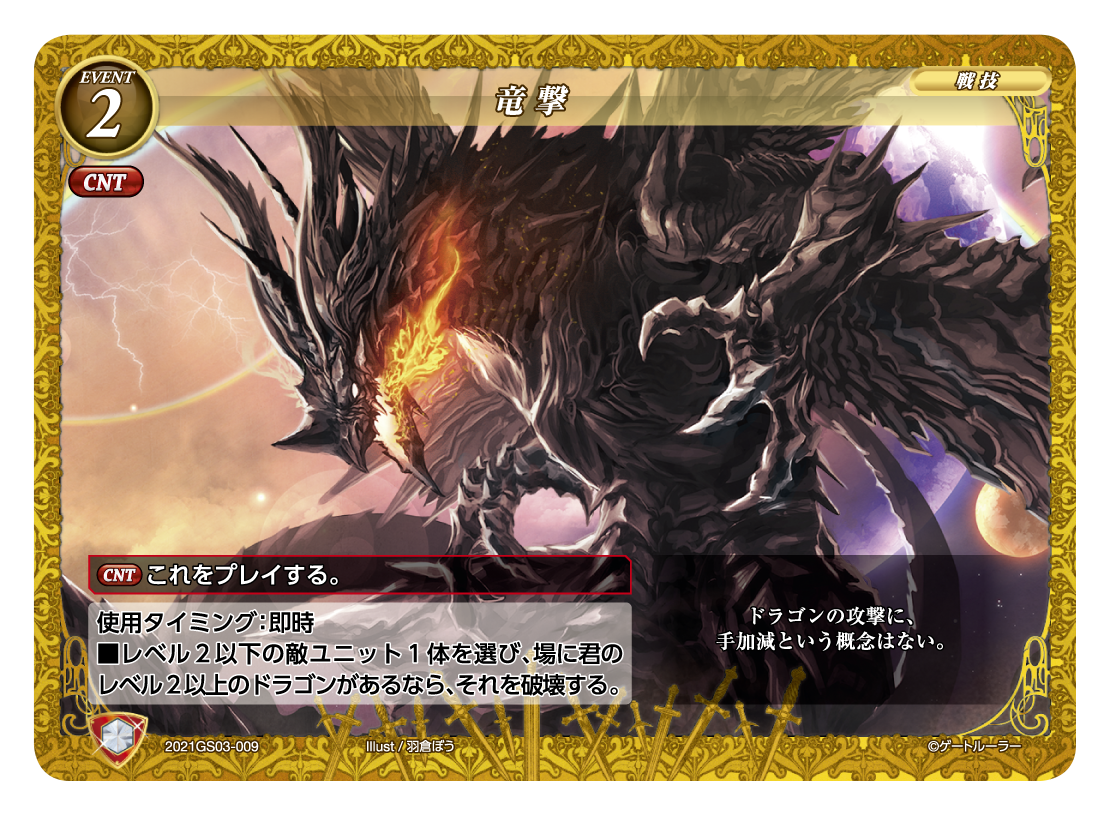 EVENT
2
竜撃
戦技
CNT
CNT これをプレイする。
使用タイミング:即時
■レベル2以下の敵ユニット1体を選び、場に君の
レベル2以上のドラゴンがあるなら、それを破壊する。
ドラゴンの攻撃に、
手加減という概念はない。
2021GS03-009
Illust / 羽倉ぼう
©ゲートルーラー